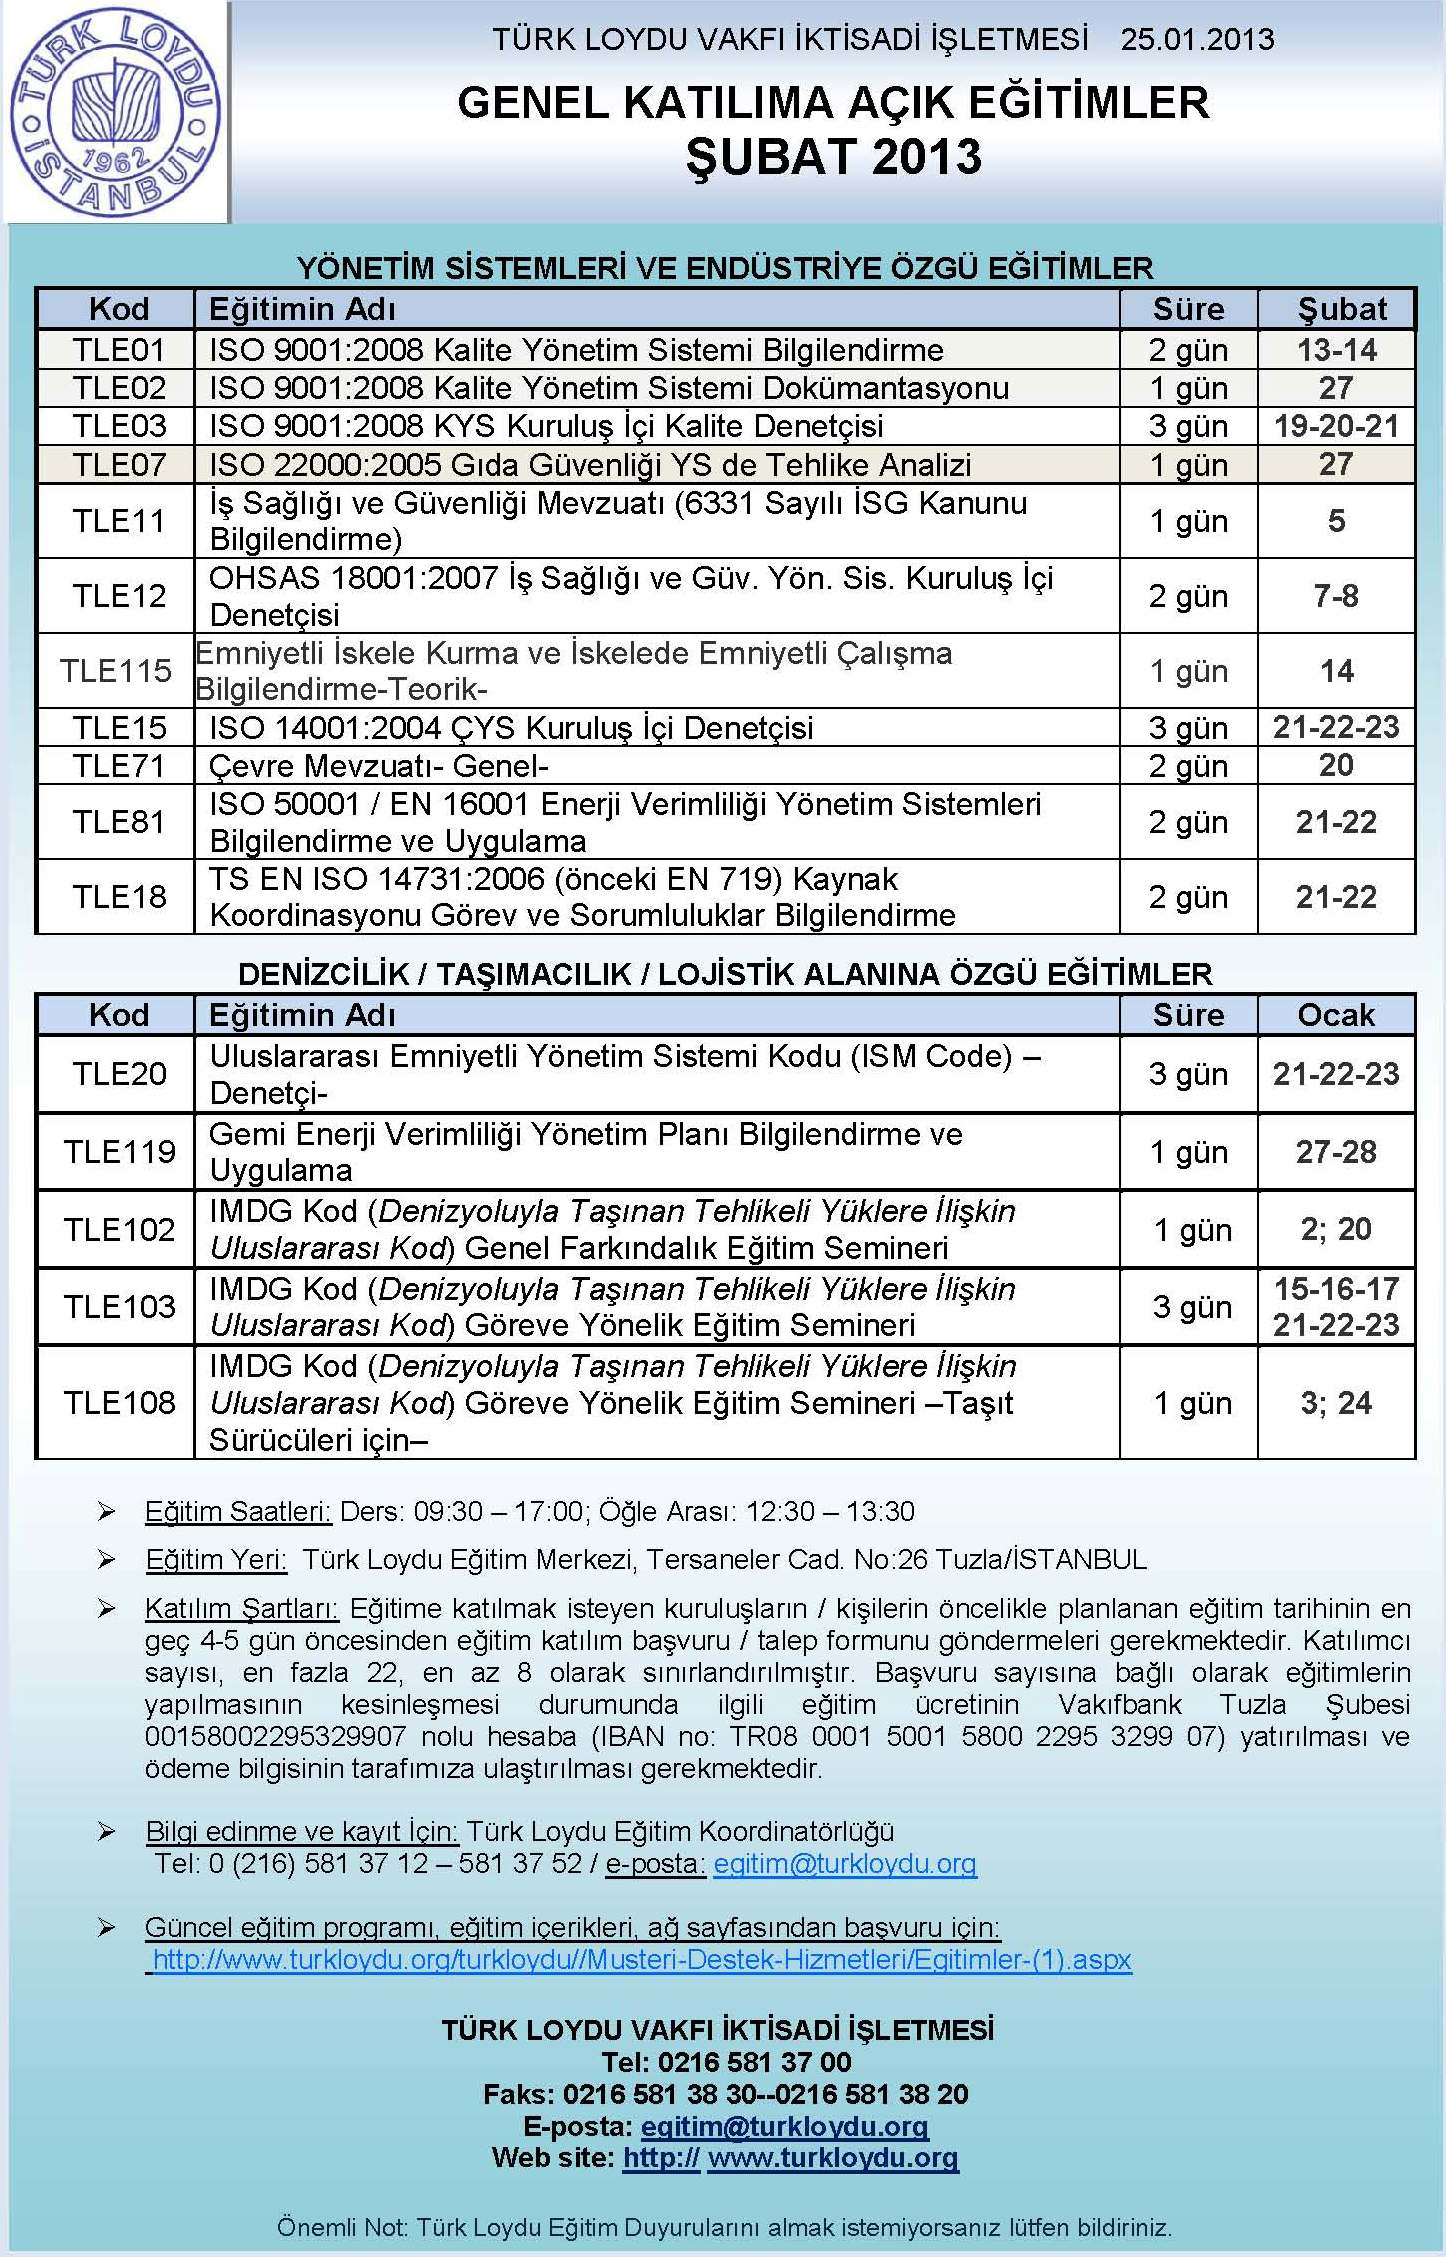 TÜRK LOYDU
1962
İSTANBUL
TÜRK LOYDU VAKFI İKTİSADİ İŞLETMESİ 25.01.2013
GENEL KATILIMA AÇIK EĞİTİMLER
ŞUBAT 2013
YÖNETİM SİSTEMLERİ VE ENDÜSTRİYE ÖZGÜ EĞİTİMLER
Kod Eğitimin Adı Süre Şubat
TLE01 ISO 9001:2008 Kalite Yönetim Sistemi Bilgilendirme 2 gün 13-14
TLE02 ISO 9001:2008 Kalite Yönetim Sistemi Dokümantasyonu 1 gün 27
TLE03 ISO 9001:2008 KYS Kuruluş İçi Kalite Denetçisi 3 gün 19-20-21
TLE07 ISO 22000:2005 Gıda Güvenliği YS de Tehlike Analizi 1 gün 27
TLE11 İş Sağlığı ve Güvenliği Mevzuatı (6331 Sayılı İSG Kanunu
Bilgilendirme) 1 gün 5
TLE12 OHSAS 18001:2007 İş Sağlığı ve Güv. Yön. Sis. Kuruluş İçi
Denetçisi 2 gün 7-8
TLE115 Emniyetli İskele Kurma ve İskelede Emniyetli Çalışma
Bilgilendirme-Teorik- 1 gün 14
TLE15 ISO 14001:2004 ÇYS Kuruluş İçi Denetçisi 3 gün 21-22-23
TLE71 Çevre Mevzuatı- Genel- 2 gün 20
TLE81 ISO 50001 / EN 16001 Enerji Verimliliği Yönetim Sistemleri
Bilgilendirme ve Uygulama 2 gün 21-22
TLE18 TS EN ISO 14731:2006 (önceki EN 719) Kaynak
Koordinasyonu Görev ve Sorumluluklar Bilgilendirme 2 gün 21-22
DENİZCİLİK / TAŞIMACILIK / LOJİSTİK ALANINA ÖZGÜ EĞİTİMLER
Kod Eğitimin Adı Süre Ocak
TLE20 Uluslararası Emniyetli Yönetim Sistemi Kodu (ISM Code) –
Denetçi- 3 gün 21-22-23
TLE119 Gemi Enerji Verimliliği Yönetim Planı Bilgilendirme ve
Uygulama 1 gün 27-28
TLE102 IMDG Kod (Denizyoluyla Taşınan Tehlikeli Yüklere İlişkin
Uluslararası Kod) Genel Farkındalık Eğitim Semineri 1 gün 2; 20
TLE103 IMDG Kod (Denizyoluyla Taşınan Tehlikeli Yüklere İlişkin 3 gün 15-16-17
Uluslararası Kod) Göreve Yönelik Eğitim Semineri 21-22-23
TLE108 IMDG Kod (Denizyoluyla Taşınan Tehlikeli Yüklere İlişkin
Uluslararası Kod) Göreve Yönelik Eğitim Semineri –Taşıt 1 gün 3; 24
Sürücüleri için–
➢ Eğitim Saatleri: Ders: 09:30 – 17:00; Öğle Arası: 12:30 – 13:30
➢ Eğitim Yeri: Türk Loydu Eğitim Merkezi, Tersaneler Cad. No:26 Tuzla/İSTANBUL
➢ Katılım Şartları: Eğitime katılmak isteyen kuruluşların / kişilerin öncelikle planlanan eğitim tarihinin en
geç 4-5 gün öncesinden eğitim katılım başvuru / talep formunu göndermeleri gerekmektedir. Katılımcı
sayısı, en fazla 22, en az 8 olarak sınırlandırılmıştır. Başvuru sayısına bağlı olarak eğitimlerin
yapılmasının kesinleşmesi durumunda ilgili eğitim ücretinin Vakıfbank Tuzla Şubesi
00158002295329907 nolu hesaba (IBAN no: TR08 0001 5001 5800 2295 3299 07) yatırılması ve
ödeme bilgisinin tarafımıza ulaştırılması gerekmektedir.
➢ Bilgi edinme ve kayıt İçin: Türk Loydu Eğitim Koordinatörlüğü
Tel: 0 (216) 581 37 12 – 581 37 52 / e-posta: egitim@turkloydu.org
➢ Güncel eğitim programı, eğitim içerikleri, ağ sayfasından başvuru için:
http://www.turkloydu.org/turkloydu//Musteri-Destek-Hizmetleri/Egitimler-(1).aspx
TÜRK LOYDU VAKFI İKTİSADİ İŞLETMESİ
Tel: 0216 581 37 00
Faks: 0216 581 38 30--0216 581 38 20
E-posta: egitim@turkloydu.org
Web site: http:// www.turkloydu.org
Önemli Not: Türk Loydu Eğitim Duyurularını almak istemiyorsanız lütfen bildiriniz.